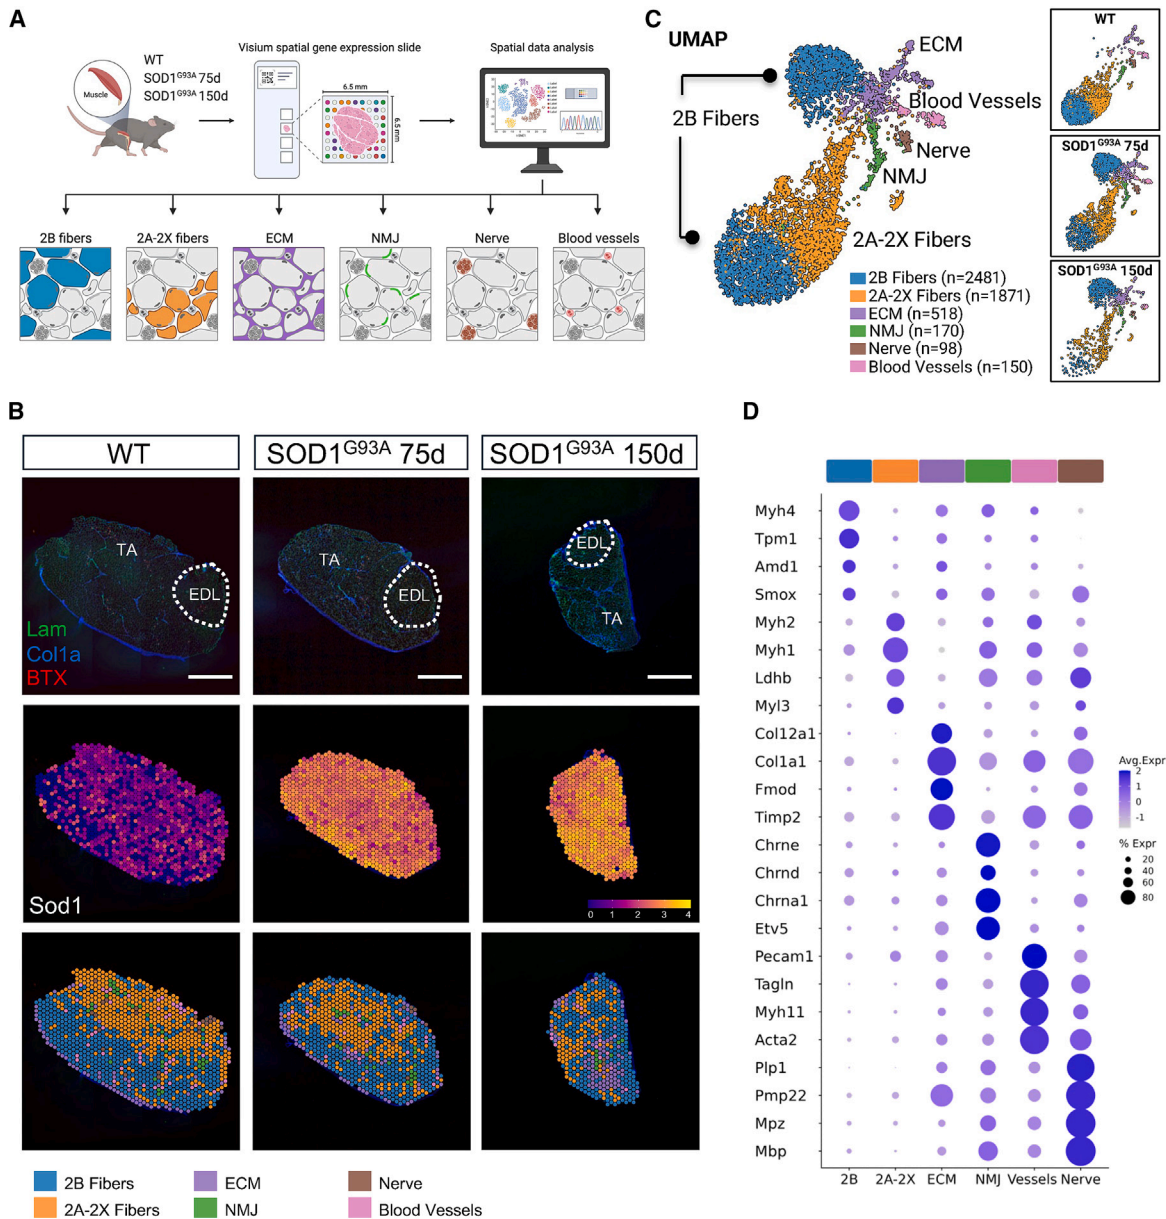 A
WT
SOD1G93A 75d
SOD1G93A 150d
Muscle
Visium spatial gene expression slide
6.5 mm
6.5 mm
Spatial data analysis
2B fibers
2A-2X fibers
ECM
NMJ
Nerve
Blood vessels
C
UMAP
2B Fibers
ECM
Blood Vessels
Nerve
NMJ
2A-2X Fibers
2B Fibers (n=2481)
2A-2X Fibers (n=1871)
ECM (n=518)
NMJ (n=170)
Nerve (n=98)
Blood Vessels (n=150)
WT
SOD1G93A 75d
SOD1G93A 150d
B
WT
SOD1G93A 75d
SOD1G93A 150d
TA
EDL
Lam
Col1a
BTX
TA
EDL
EDL
TA
Sod1
0 1 2 3 4
2B Fibers
ECM
Nerve
2A-2X Fibers
NMJ
Blood Vessels
D
Myh4
Tpm1
Amd1
Smox
Myh2
Myh1
Ldhb
Myl3
Col12a1
Col1a1
Fmod
Timp2
Chrne
Chrnd
Chrna1
Etv5
Pecam1
Tagln
Myh11
Acta2
Plp1
Pmp22
Mpz
Mbp
2B 2A-2X ECM NMJ Vessels Nerve
Avg.Expr
2
1
-1
% Expr
20
40
60
80